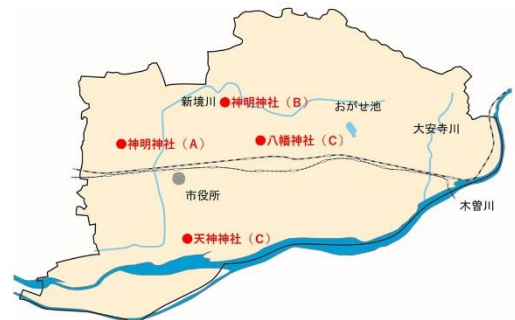 新境川
神明神社（B）
おがせ池
大安寺川
神明神社（A）
八幡神社（C）
市役所
木曽川
天神神社（C）